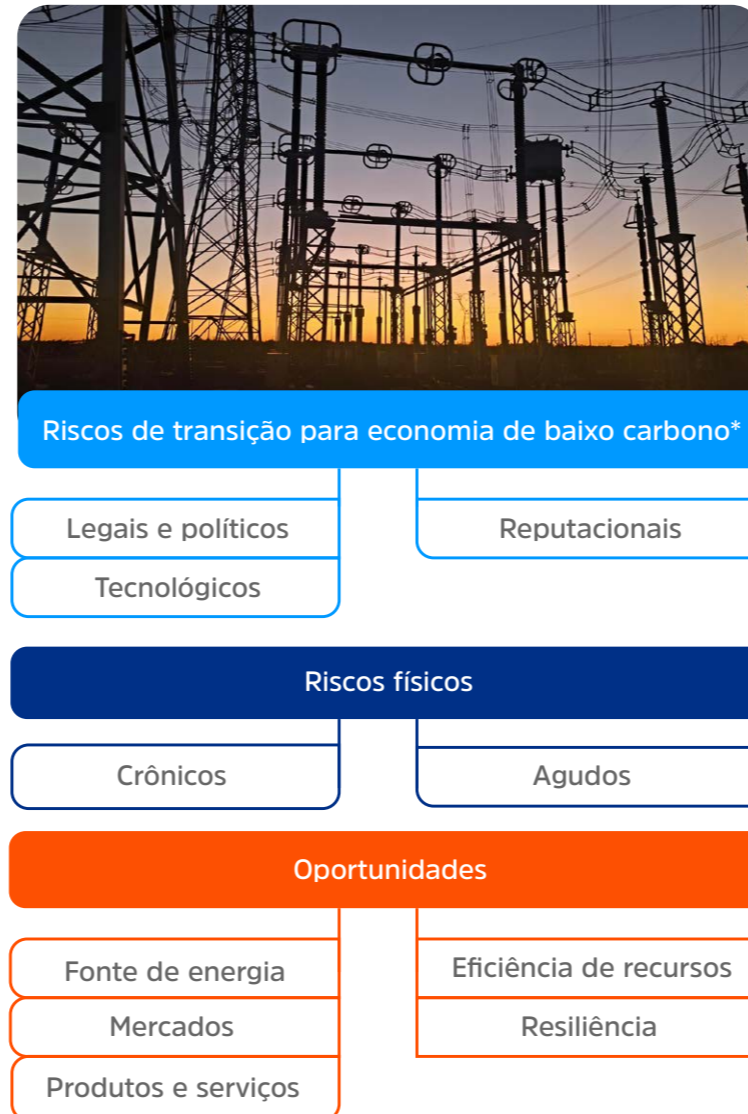 Riscos de transição para economia de baixo carbono*
Legais e políticos
Tecnológicos
Reputacionais
Riscos físicos
Crônicos
Agudos
Oportunidades
Fonte de energia
Mercados
Produtos e serviços
Eficiência de recursos
Resiliência